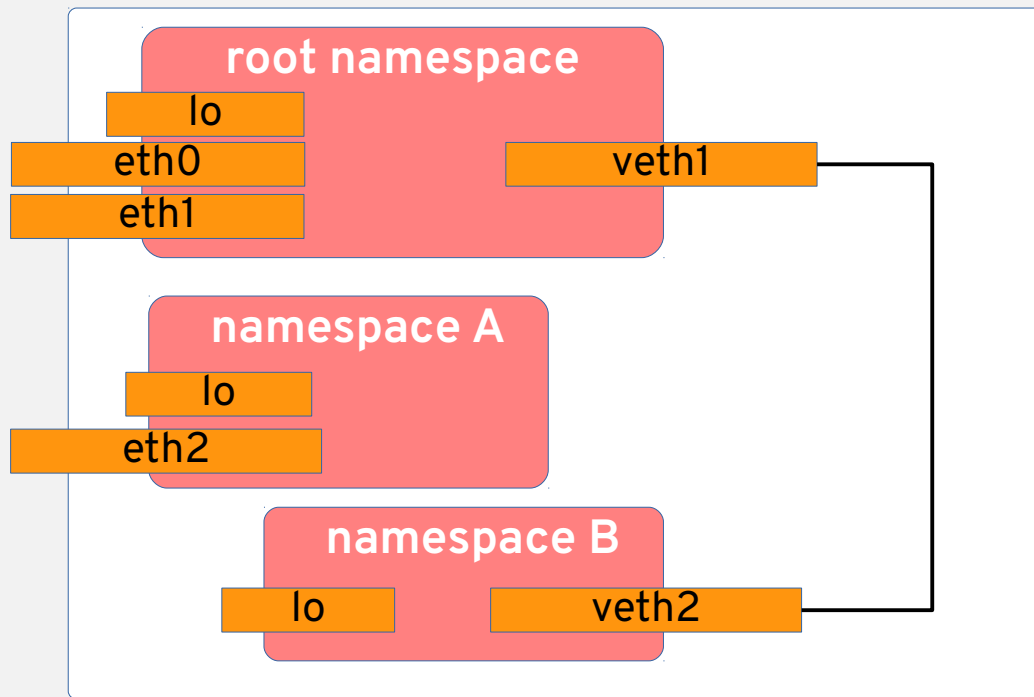 root namespace
lo
eth0
veth1
eth1
namespace A
lo
eth2
namespace B
lo
veth2